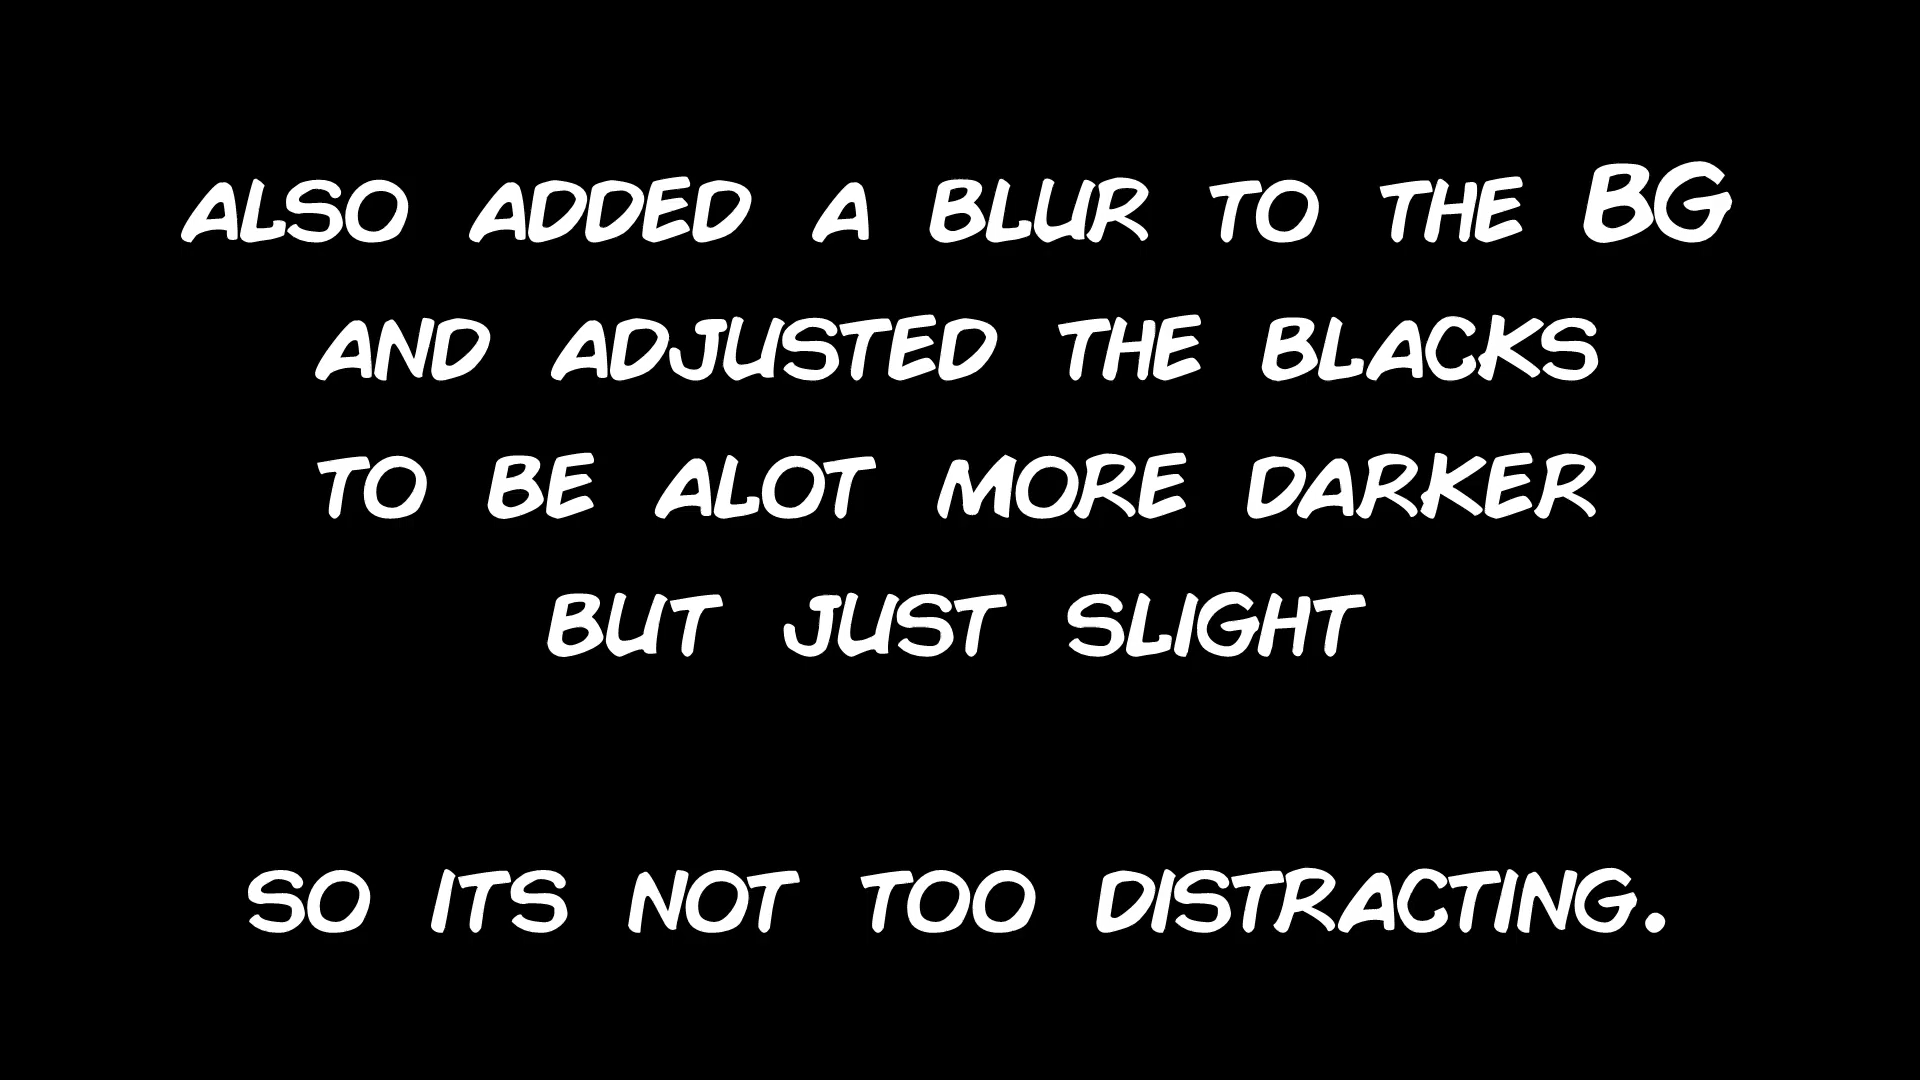 ALSO ADDED A BLUR TO THE BG
AND ADJUSTED THE BLACKS
TO BE ALOT MORE DARKER
BUT JUST SLIGHT
SO ITS NOT TOO DISTRACTING.